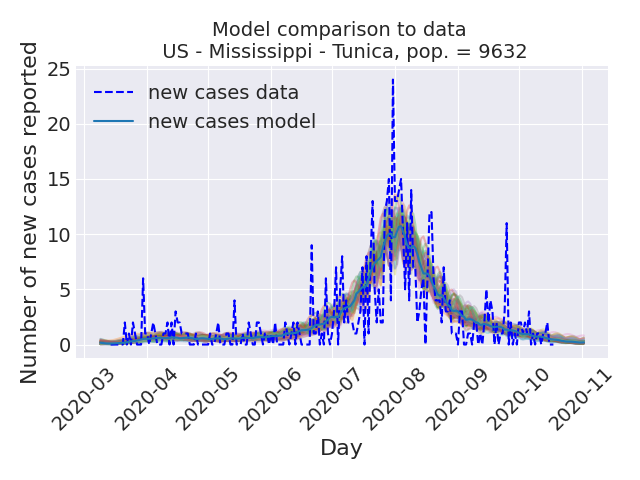 Model comparison to data
US - Mississippi - Tunica, pop. = 9632
Number of new cases reported
25
20
15
10
5
0
new cases data
new cases model
2020-03
2020-04
2020-05
2020-06
2020-07
2020-08
2020-09
2020-10
2020-11
Day